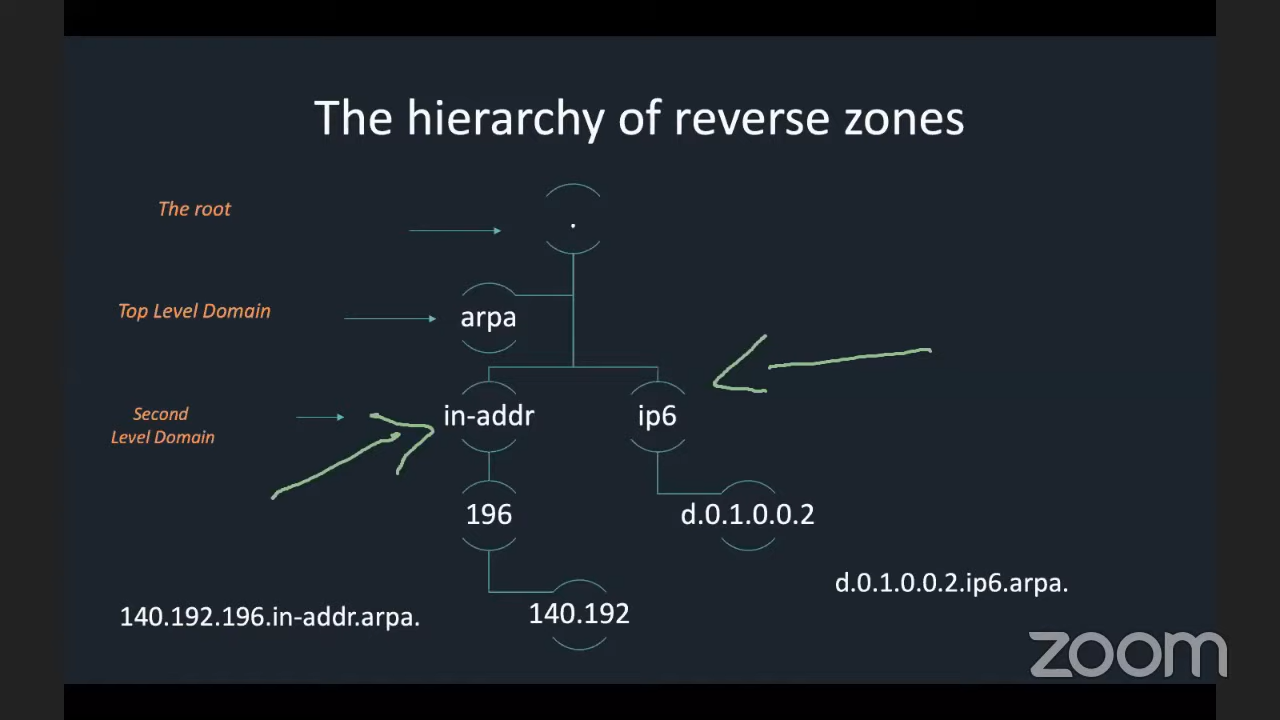 The hierarchy of reverse zones
The root
.
Top Level Domain
arpa
Second
Level Domain
in-addr
ip6
196
d.0.1.0.0.2
d.0.1.0.0.2.ip6.arpa.
140.192.196.in-addr.arpa.
140.192
zoom